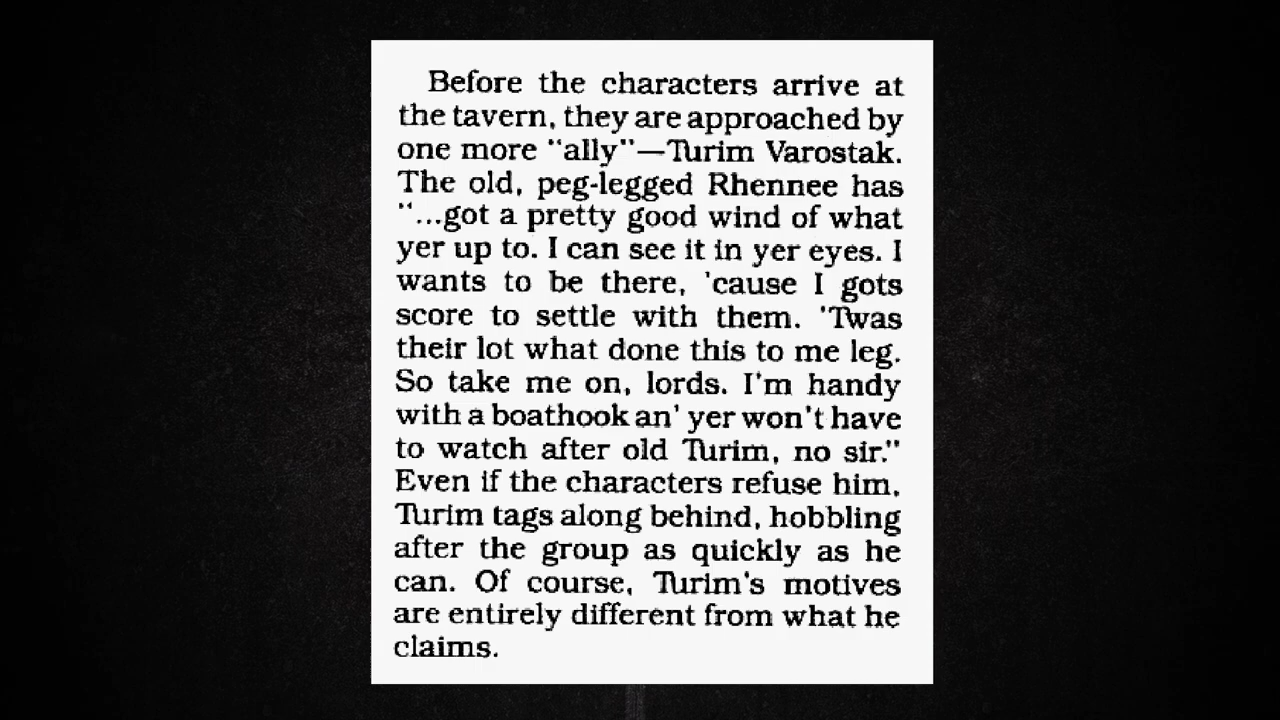 Before the characters arrive at
the tavern, they are approached by
one more "ally"—Turim Varostak.
The old, peg-legged Rhennee has
"...got a pretty good wind of what
yer up to. I can see it in yer eyes. I
wants to be there, 'cause I gots
score to settle with them. 'Twas
their lot what done this to me leg.
So take me on, lords. I'm handy
with a boathook an' yer won't have
to watch after old Turim, no sir."
Even if the characters refuse him,
Turim tags along behind, hobbling
after the group as quickly as he
can. Of course, Turim's motives
are entirely different from what he
claims.